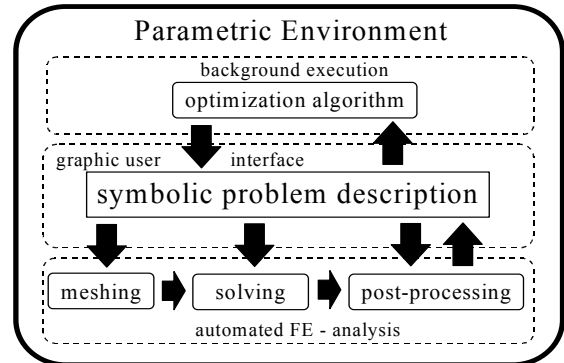 Parametric Environment
background execution
optimization algorithm
graphic user interface
symbolic problem description
meshing solving post-processing
automated FE - analysis